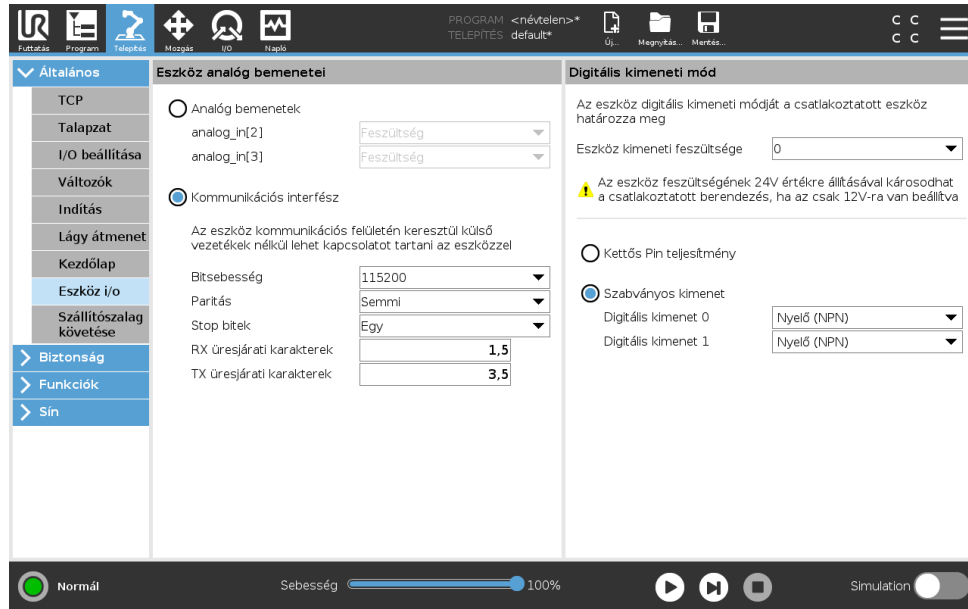 UR
Futtatás
Program
Telepítés
Mozgás
I/O
Napló
PROGRAM <névtelen>*
TELEPÍTÉS default*
Új...
Megnyitás...
Mentés...
C C
C C
Általános
TCP
Talapzat
I/O beállítása
Változók
Indítás
Lágy átmenet
Kezdőlap
Eszköz i/o
Szállítószalag
követése
Biztonság
Funkciók
Sín
Eszköz analóg bemenetei
Analóg bemenetek
analog_in[2] Feszültség
analog_in[3] Feszültség
Kommunikációs interfész
Az eszköz kommunikációs felületén keresztül külső
vezetékek nélkül lehet kapcsolatot tartani az eszközzel
Bitsebesség 115200
Paritás Semmi
Stop bitek Egy
RX üresjárati karakterek 1,5
TX üresjárati karakterek 3,5
Digitális kimeneti mód
Az eszköz digitális kimeneti módját a csatlakoztatott eszköz
határozza meg
Eszköz kimeneti feszültsége 0
Az eszköz feszültségének 24V értékre állításával károsodhat
a csatlakoztatott berendezés, ha az csak 12V-ra van beállítva
Kettős Pin teljesítmény
Szabványos kimenet
Digitális kimenet 0 Nyelő (NPN)
Digitális kimenet 1 Nyelő (NPN)
Normál
Sebesség 100%
Simulation